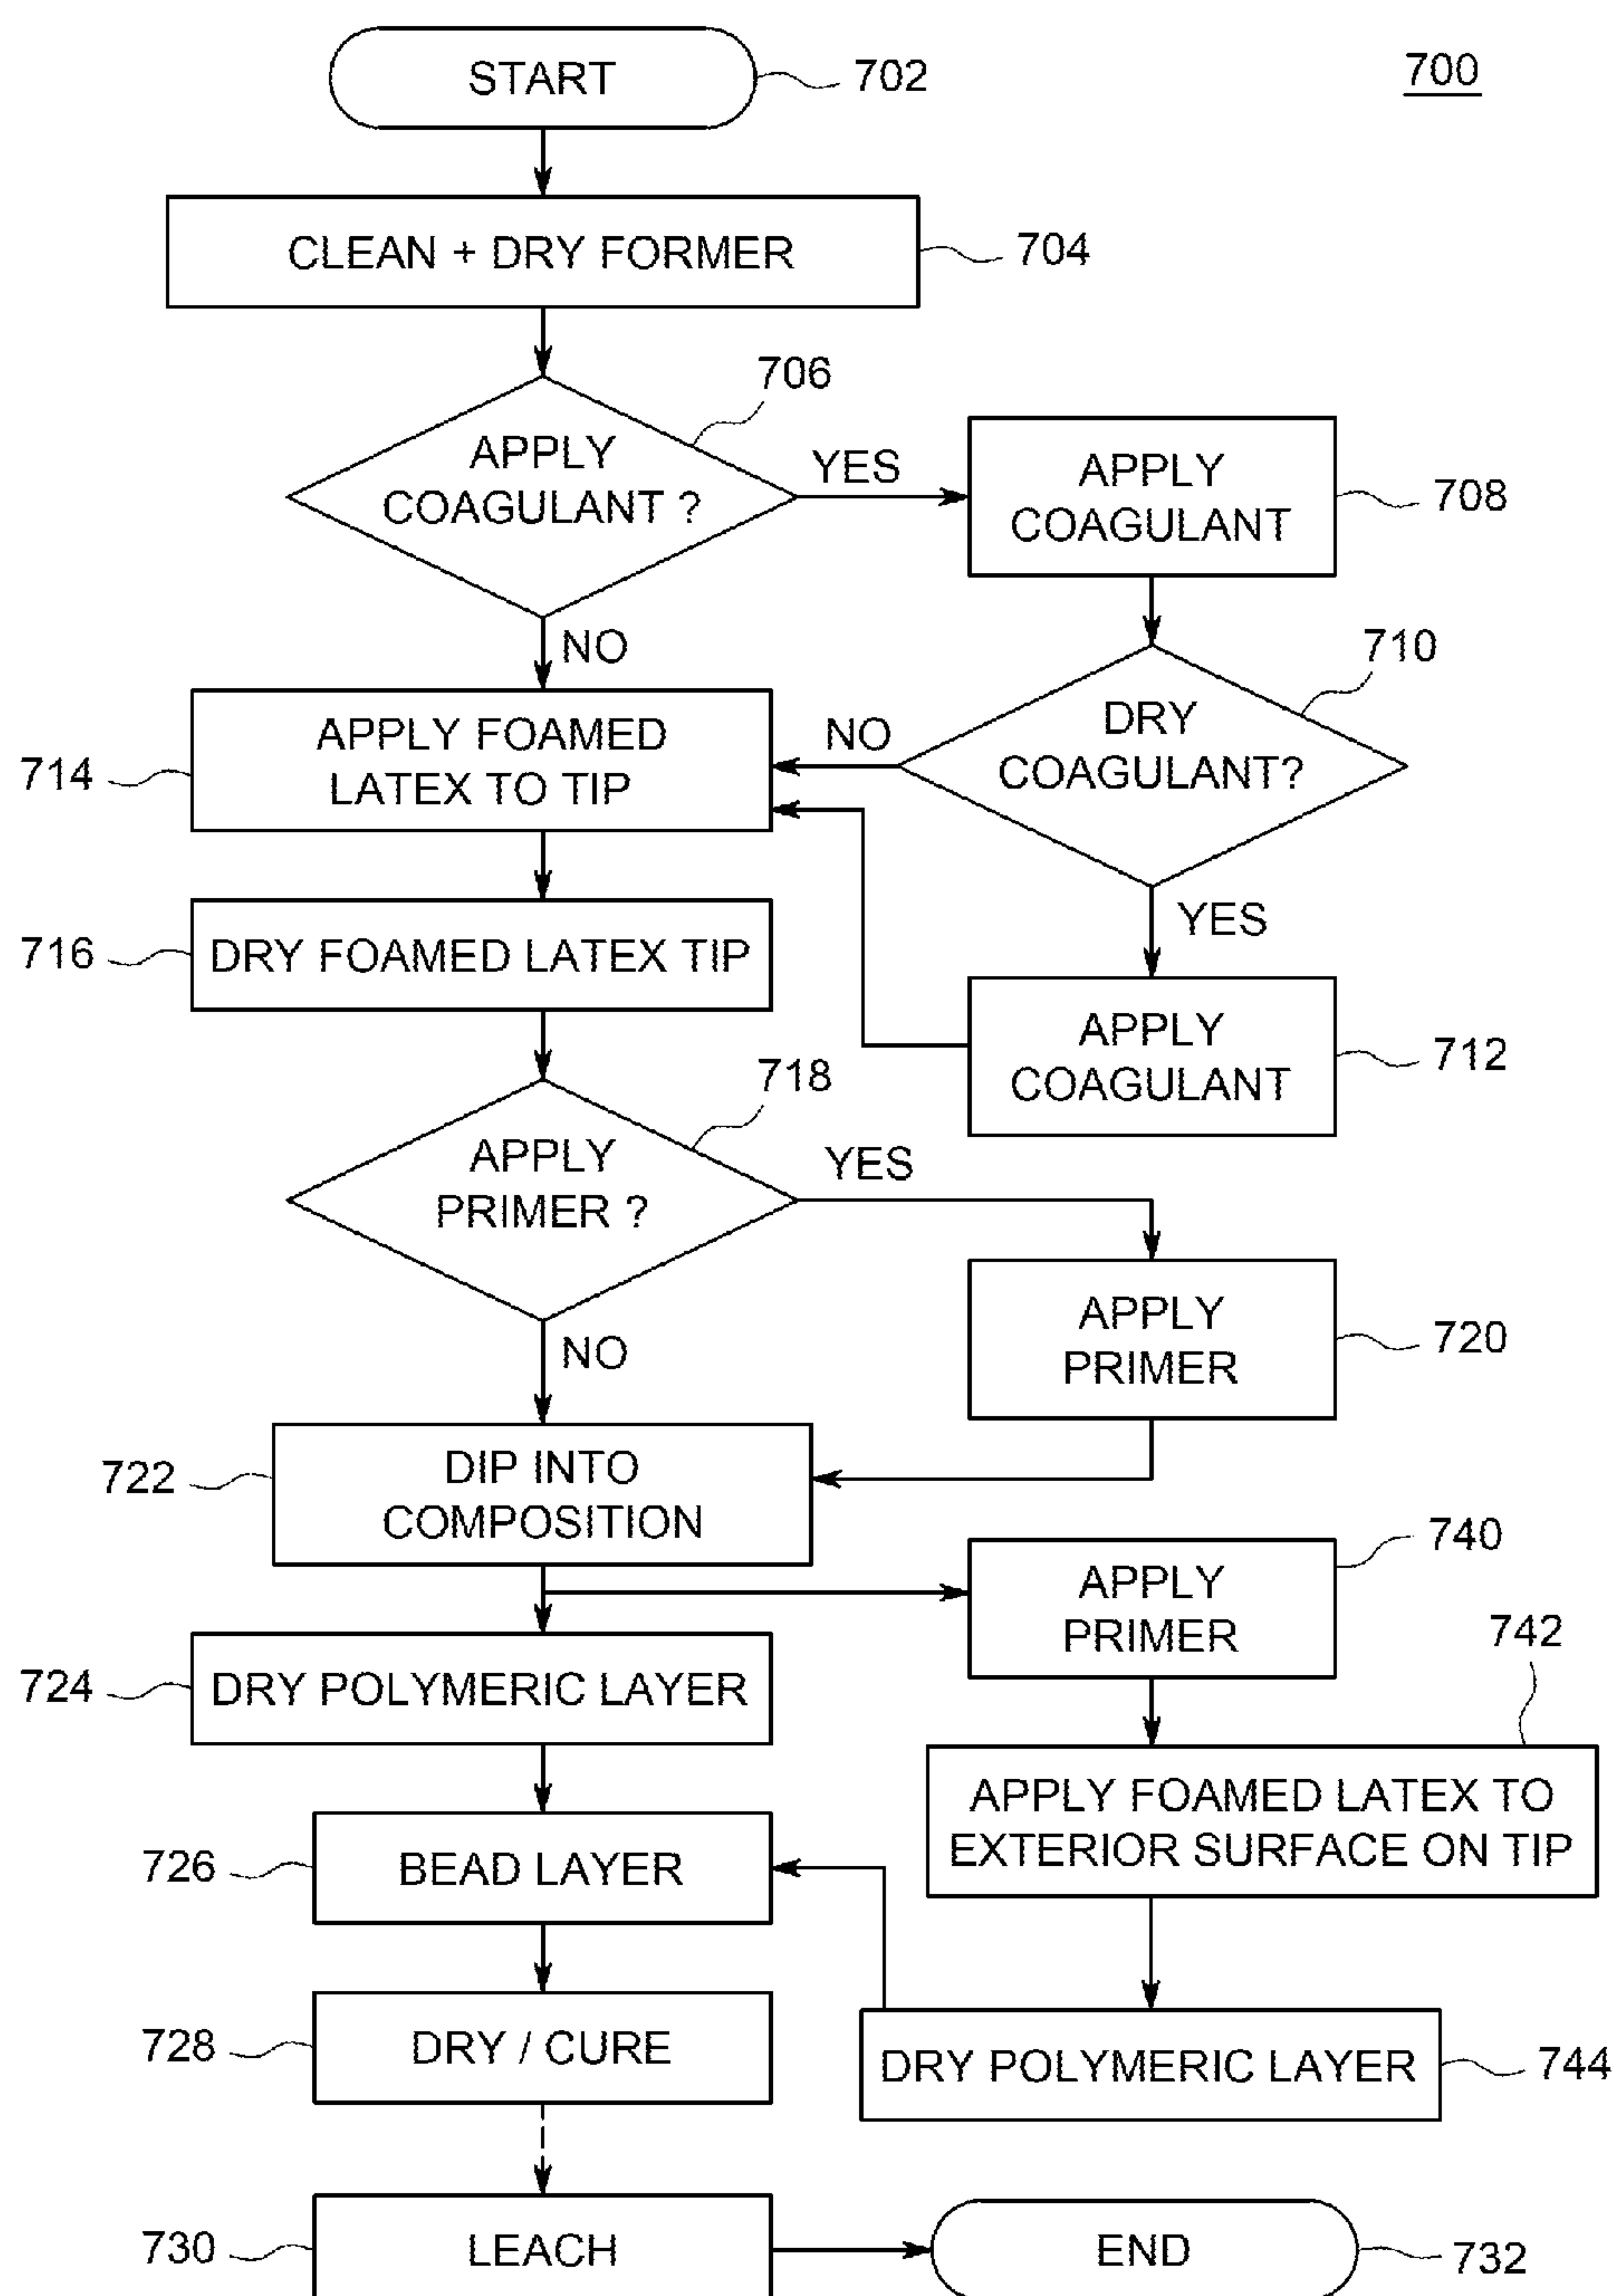 START
702
700
CLEAN + DRY FORMER
704
706
APPLY
COAGULANT ?
YES
APPLY
COAGULANT
708
NO
710
DRY
COAGULANT?
NO
APPLY FOAMED
LATEX TO TIP
714
YES
716
DRY FOAMED LATEX TIP
APPLY
COAGULANT
712
718
APPLY
PRIMER ?
YES
APPLY
PRIMER
720
NO
722
DIP INTO
COMPOSITION
740
APPLY
PRIMER
742
724
DRY POLYMERIC LAYER
APPLY FOAMED LATEX TO
EXTERIOR SURFACE ON TIP
726
BEAD LAYER
728
DRY / CURE
DRY POLYMERIC LAYER
744
730
LEACH
END
732